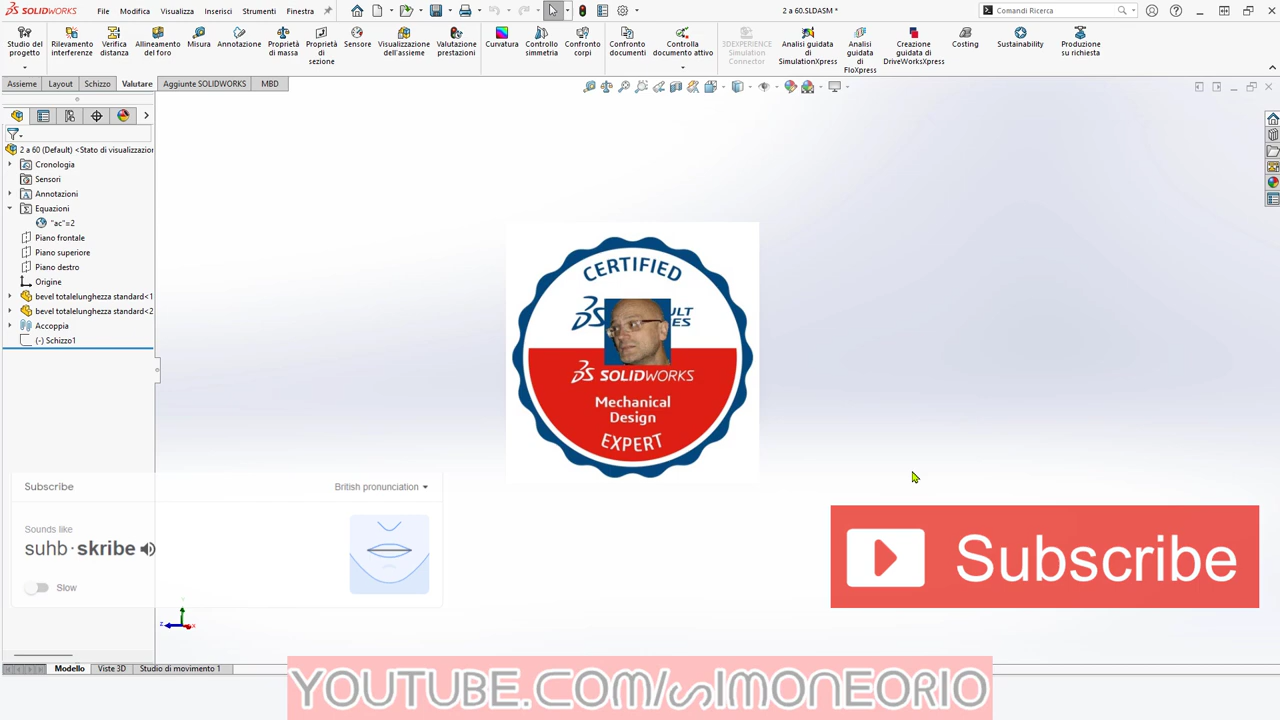 SOLIDWORKS
File Modifica Visualizza Inserisci Strumenti Finestra
2 a 60.SLDASM *
Comandi Ricerca
Studio del progetto
Rilevamento interferenze
Verifica distanza
Allineamento del foro
Misura
Annotazione
Proprietà di massa
Proprietà di sezione
Sensore
Visualizzazione dell'assieme
Valutazione prestazioni
Curvatura
Controllo simmetria
Confronto corpi
Confronto documenti
Controlla documento attivo
3DEXPERIENCE Simulation Connector
Analisi guidata di SimulationXpress
Analisi guidata di FloXpress
Creazione guidata di DriveWorksXpress
Costing
Sustainability
Produzione su richiesta
Assieme Layout Schizzo Valutare Aggiunte SOLIDWORKS MBD
2 a 60 (Default) <Stato di visualizzazion
Cronologia
Sensori
Annotazioni
Equazioni
"ac"=2
Piano frontale
Piano superiore
Piano destro
Origine
bevel totalelunghezza standard<1
bevel totalelunghezza standard<2
Accoppia
(-) Schizzo1
CERTIFIED
SOLIDWORKS
Mechanical
Design
EXPERT
Subscribe British pronunciation
Sounds like
suhb·skribe
Slow
Subscribe
z x
Modello Viste 3D Studio di movimento 1
YOUTUBE.COM/SIMONEORIO